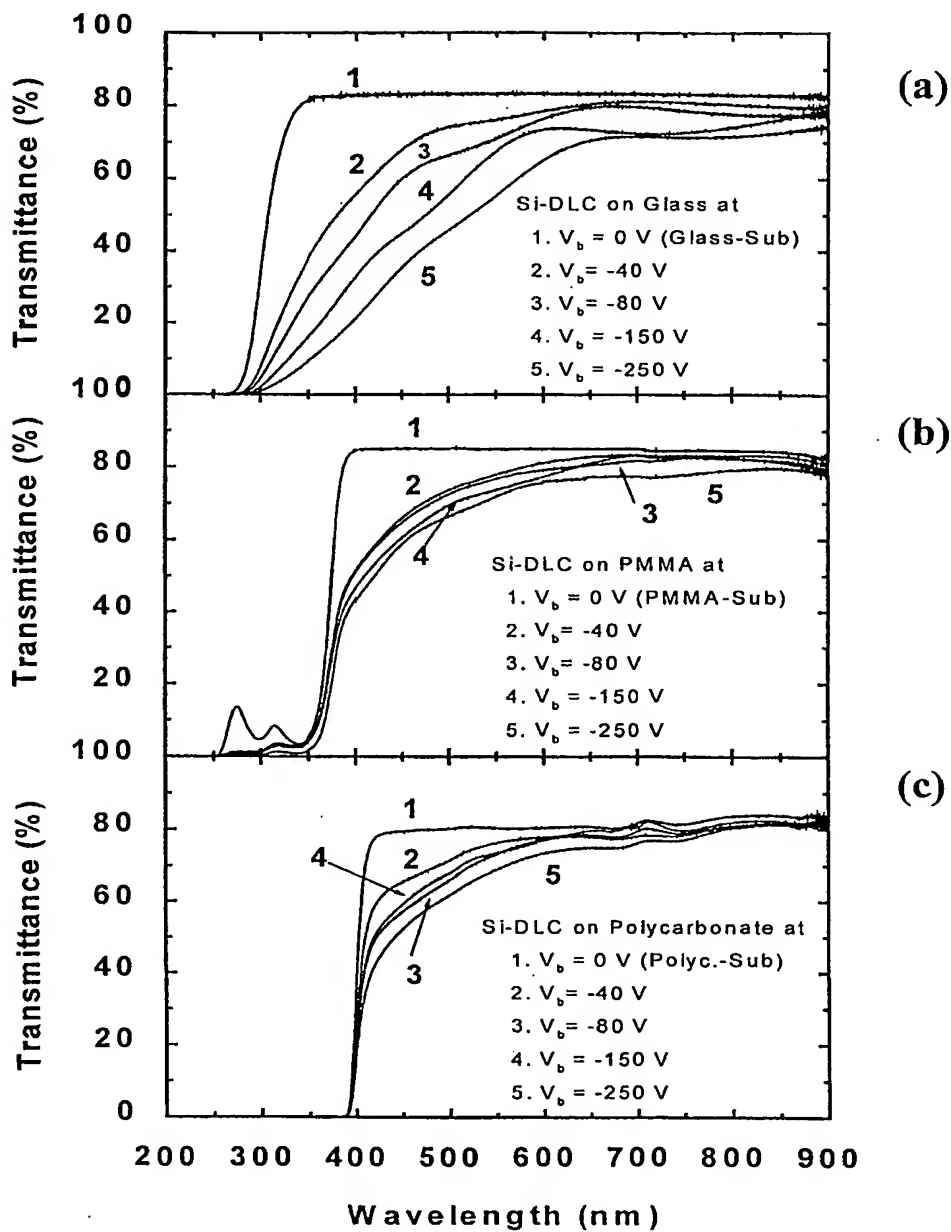 100
80
60
40
20
100
80
60
40
20
100
80
60
40
20
0
Transmittance (%)
Transmittance (%)
Transmittance (%)
1
2
3
4
5
Si-DLC on Glass at
1. V_b = 0 V (Glass-Sub)
2. V_b = -40 V
3. V_b = -80 V
4. V_b = -150 V
5. V_b = -250 V
(a)
1
2
3
4
5
Si-DLC on PMMA at
1. V_b = 0 V (PMMA-Sub)
2. V_b = -40 V
3. V_b = -80 V
4. V_b = -150 V
5. V_b = -250 V
(b)
1
2
4
3
5
Si-DLC on Polycarbonate at
1. V_b = 0 V (Polyc.-Sub)
2. V_b = -40 V
3. V_b = -80 V
4. V_b = -150 V
5. V_b = -250 V
(c)
200 300 400 500 600 700 800 900
Wavelength (nm)